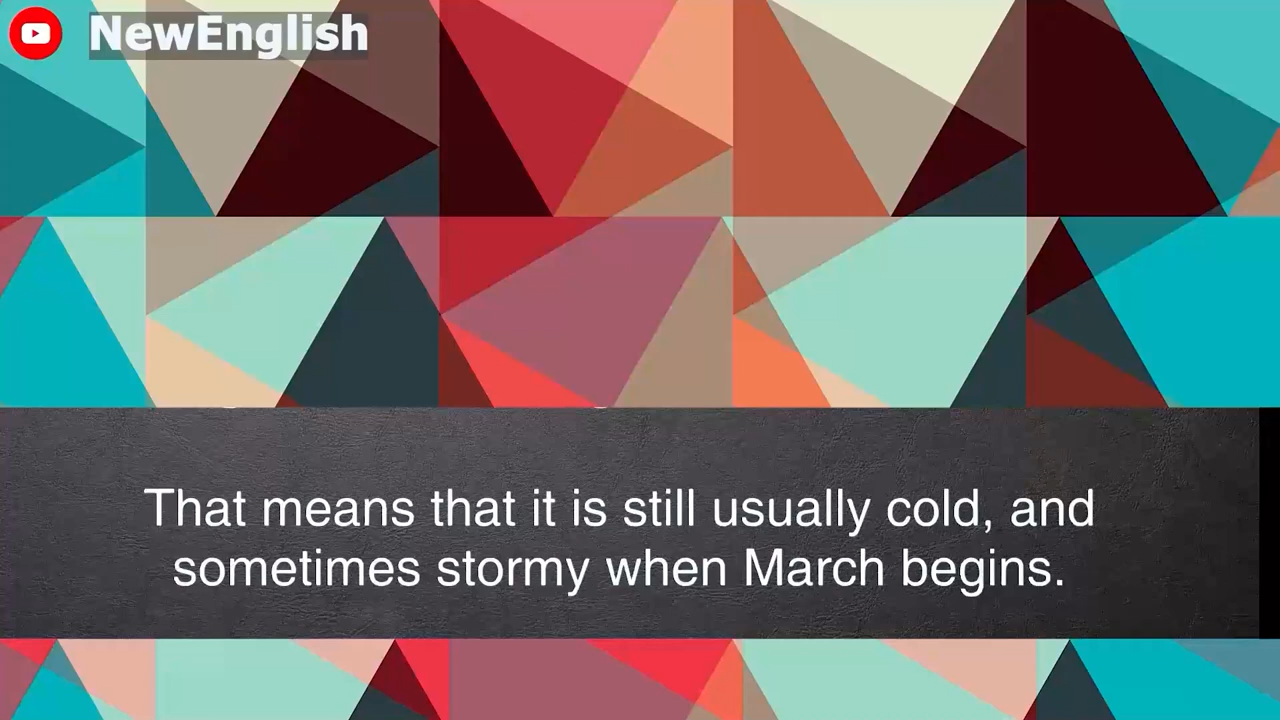 NewEnglish
That means that it is still usually cold, and
sometimes stormy when March begins.